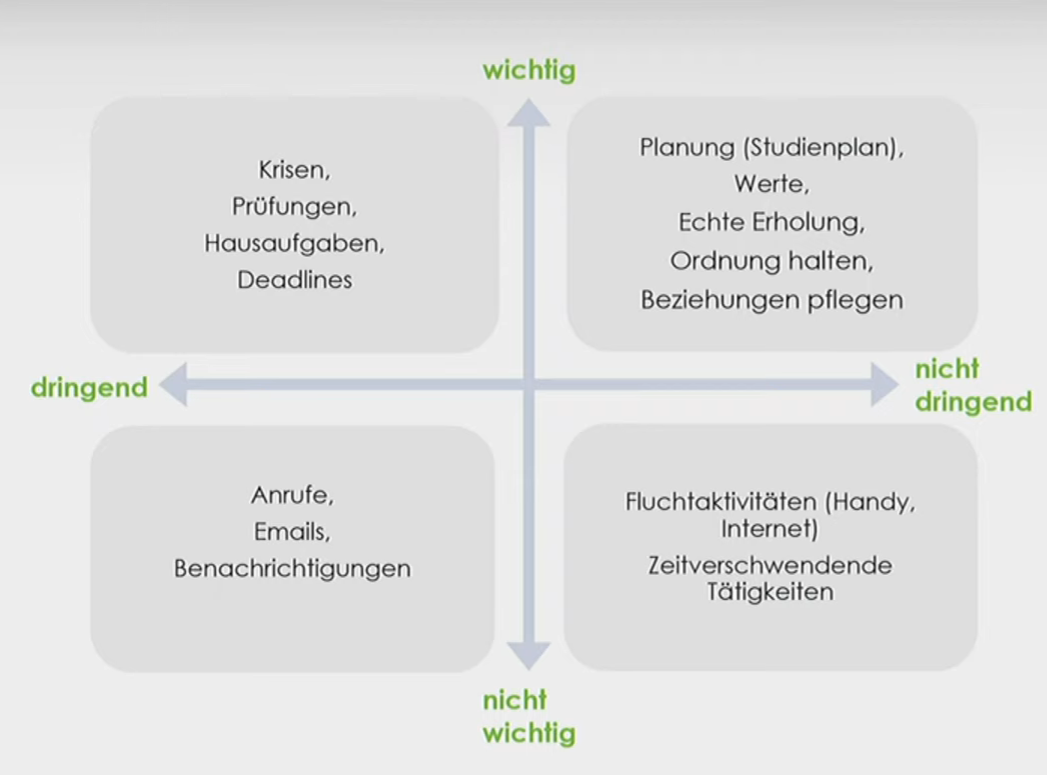 wichtig
Krisen,
Prüfungen,
Hausaufgaben,
Deadlines
Planung (Studienplan),
Werte,
Echte Erholung,
Ordnung halten,
Beziehungen pflegen
dringend
nicht
dringend
Anrufe,
Emails,
Benachrichtigungen
Fluchtaktivitäten (Handy,
Internet)
Zeitverschwendende
Tätigkeiten
nicht
wichtig